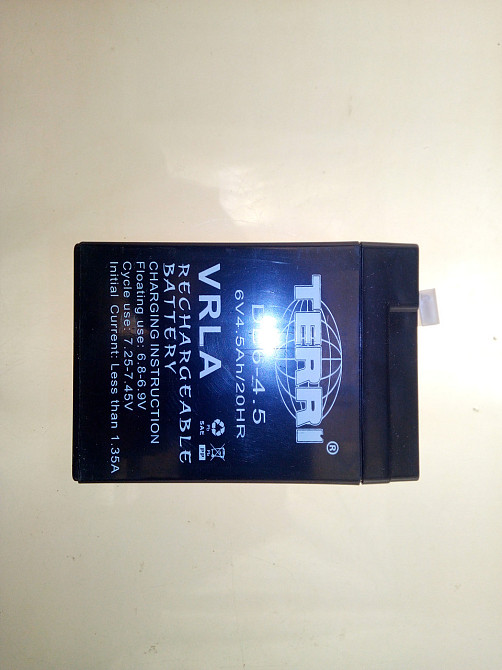 TERRI®
6V4.5Ah/20HR
VRLA
RECHARGEABLE
BATTERY
CHARGING INSTRUCTION
Floating use: 6.8-6.9V
Cycle use: 7.25-7.45V
Initial Current: Less than 1.35A